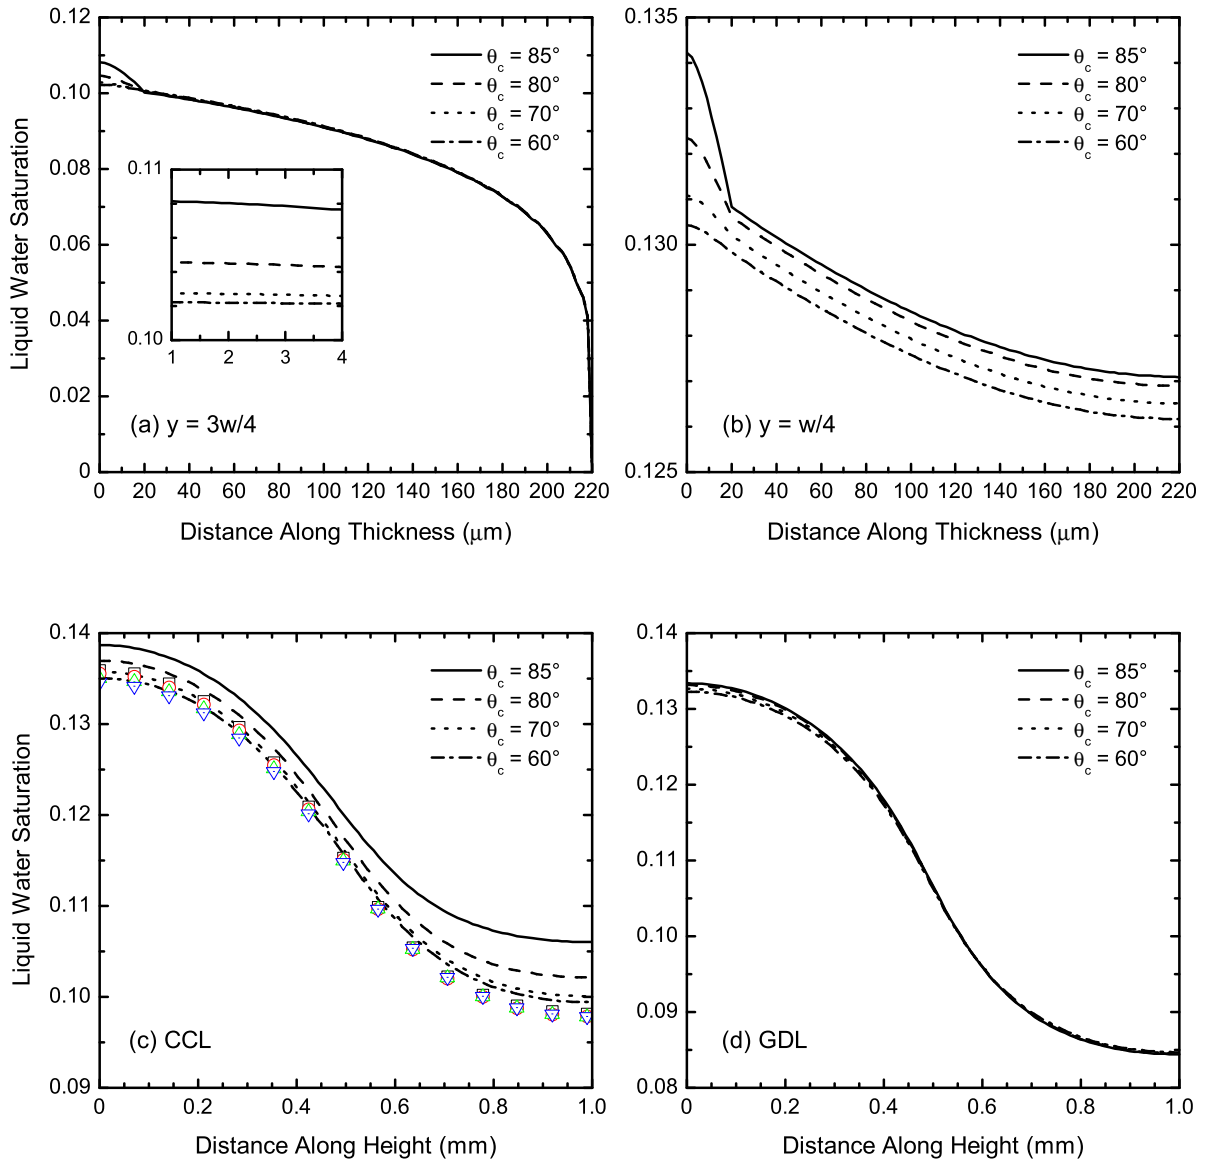 0.12
0.10
0.08
0.06
0.04
0.02
0
Liquid Water Saturation
θc = 85°
θc = 80°
θc = 70°
θc = 60°
0.11
0.10
1 2 3 4
(a) y = 3w/4
0 20 40 60 80 100 120 140 160 180 200 220
Distance Along Thickness (μm)
0.135
0.130
0.125
θc = 85°
θc = 80°
θc = 70°
θc = 60°
(b) y = w/4
0 20 40 60 80 100 120 140 160 180 200 220
Distance Along Thickness (μm)
0.14
0.13
0.12
0.11
0.10
0.09
Liquid Water Saturation
θc = 85°
θc = 80°
θc = 70°
θc = 60°
(c) CCL
0 0.2 0.4 0.6 0.8 1.0
Distance Along Height (mm)
0.14
0.13
0.12
0.11
0.10
0.09
0.08
θc = 85°
θc = 80°
θc = 70°
θc = 60°
(d) GDL
0 0.2 0.4 0.6 0.8 1.0
Distance Along Height (mm)